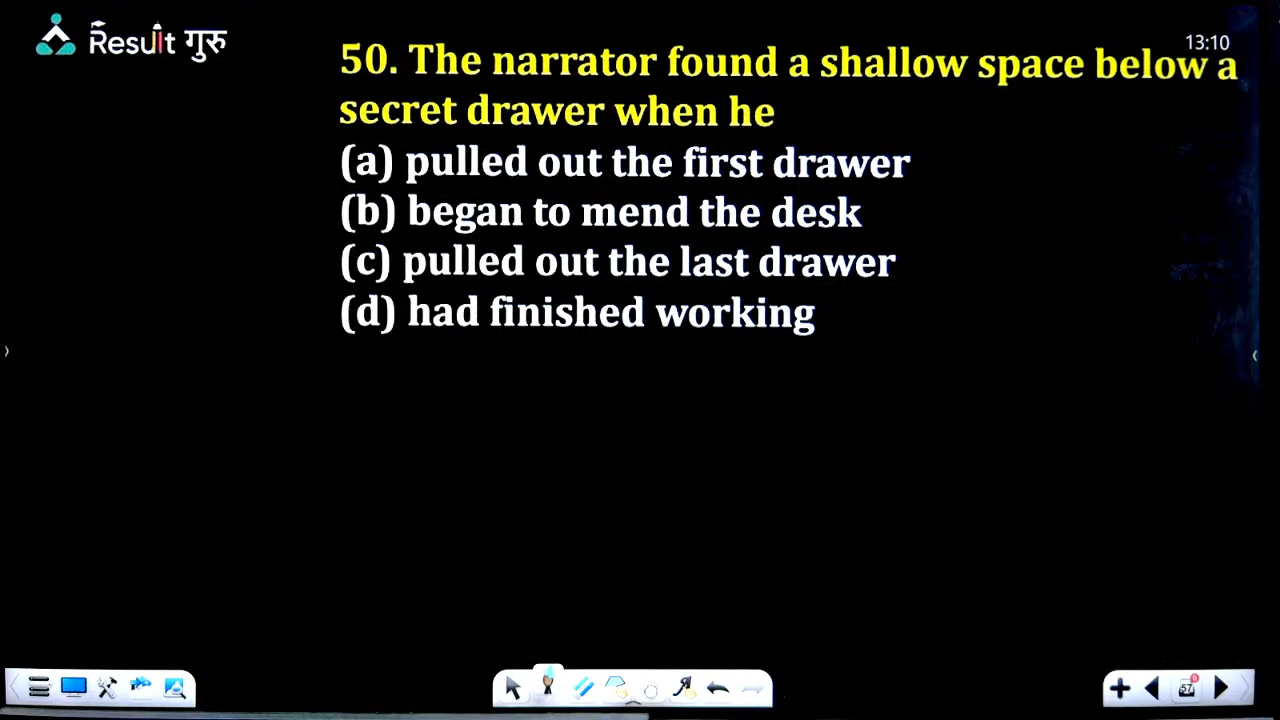 Result गुरु
13:10
50. The narrator found a shallow space below a
secret drawer when he
(a) pulled out the first drawer
(b) began to mend the desk
(c) pulled out the last drawer
(d) had finished working
57